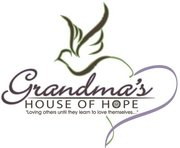 Grandma's
HOUSE OF HOPE
"Loving others until they learn to love themselves..."